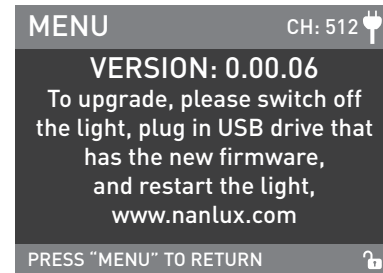 MENU CH: 512
VERSION: 0.00.06
To upgrade, please switch off
the light, plug in USB drive that
has the new firmware,
and restart the light,
www.nanlux.com
PRESS “MENU” TO RETURN